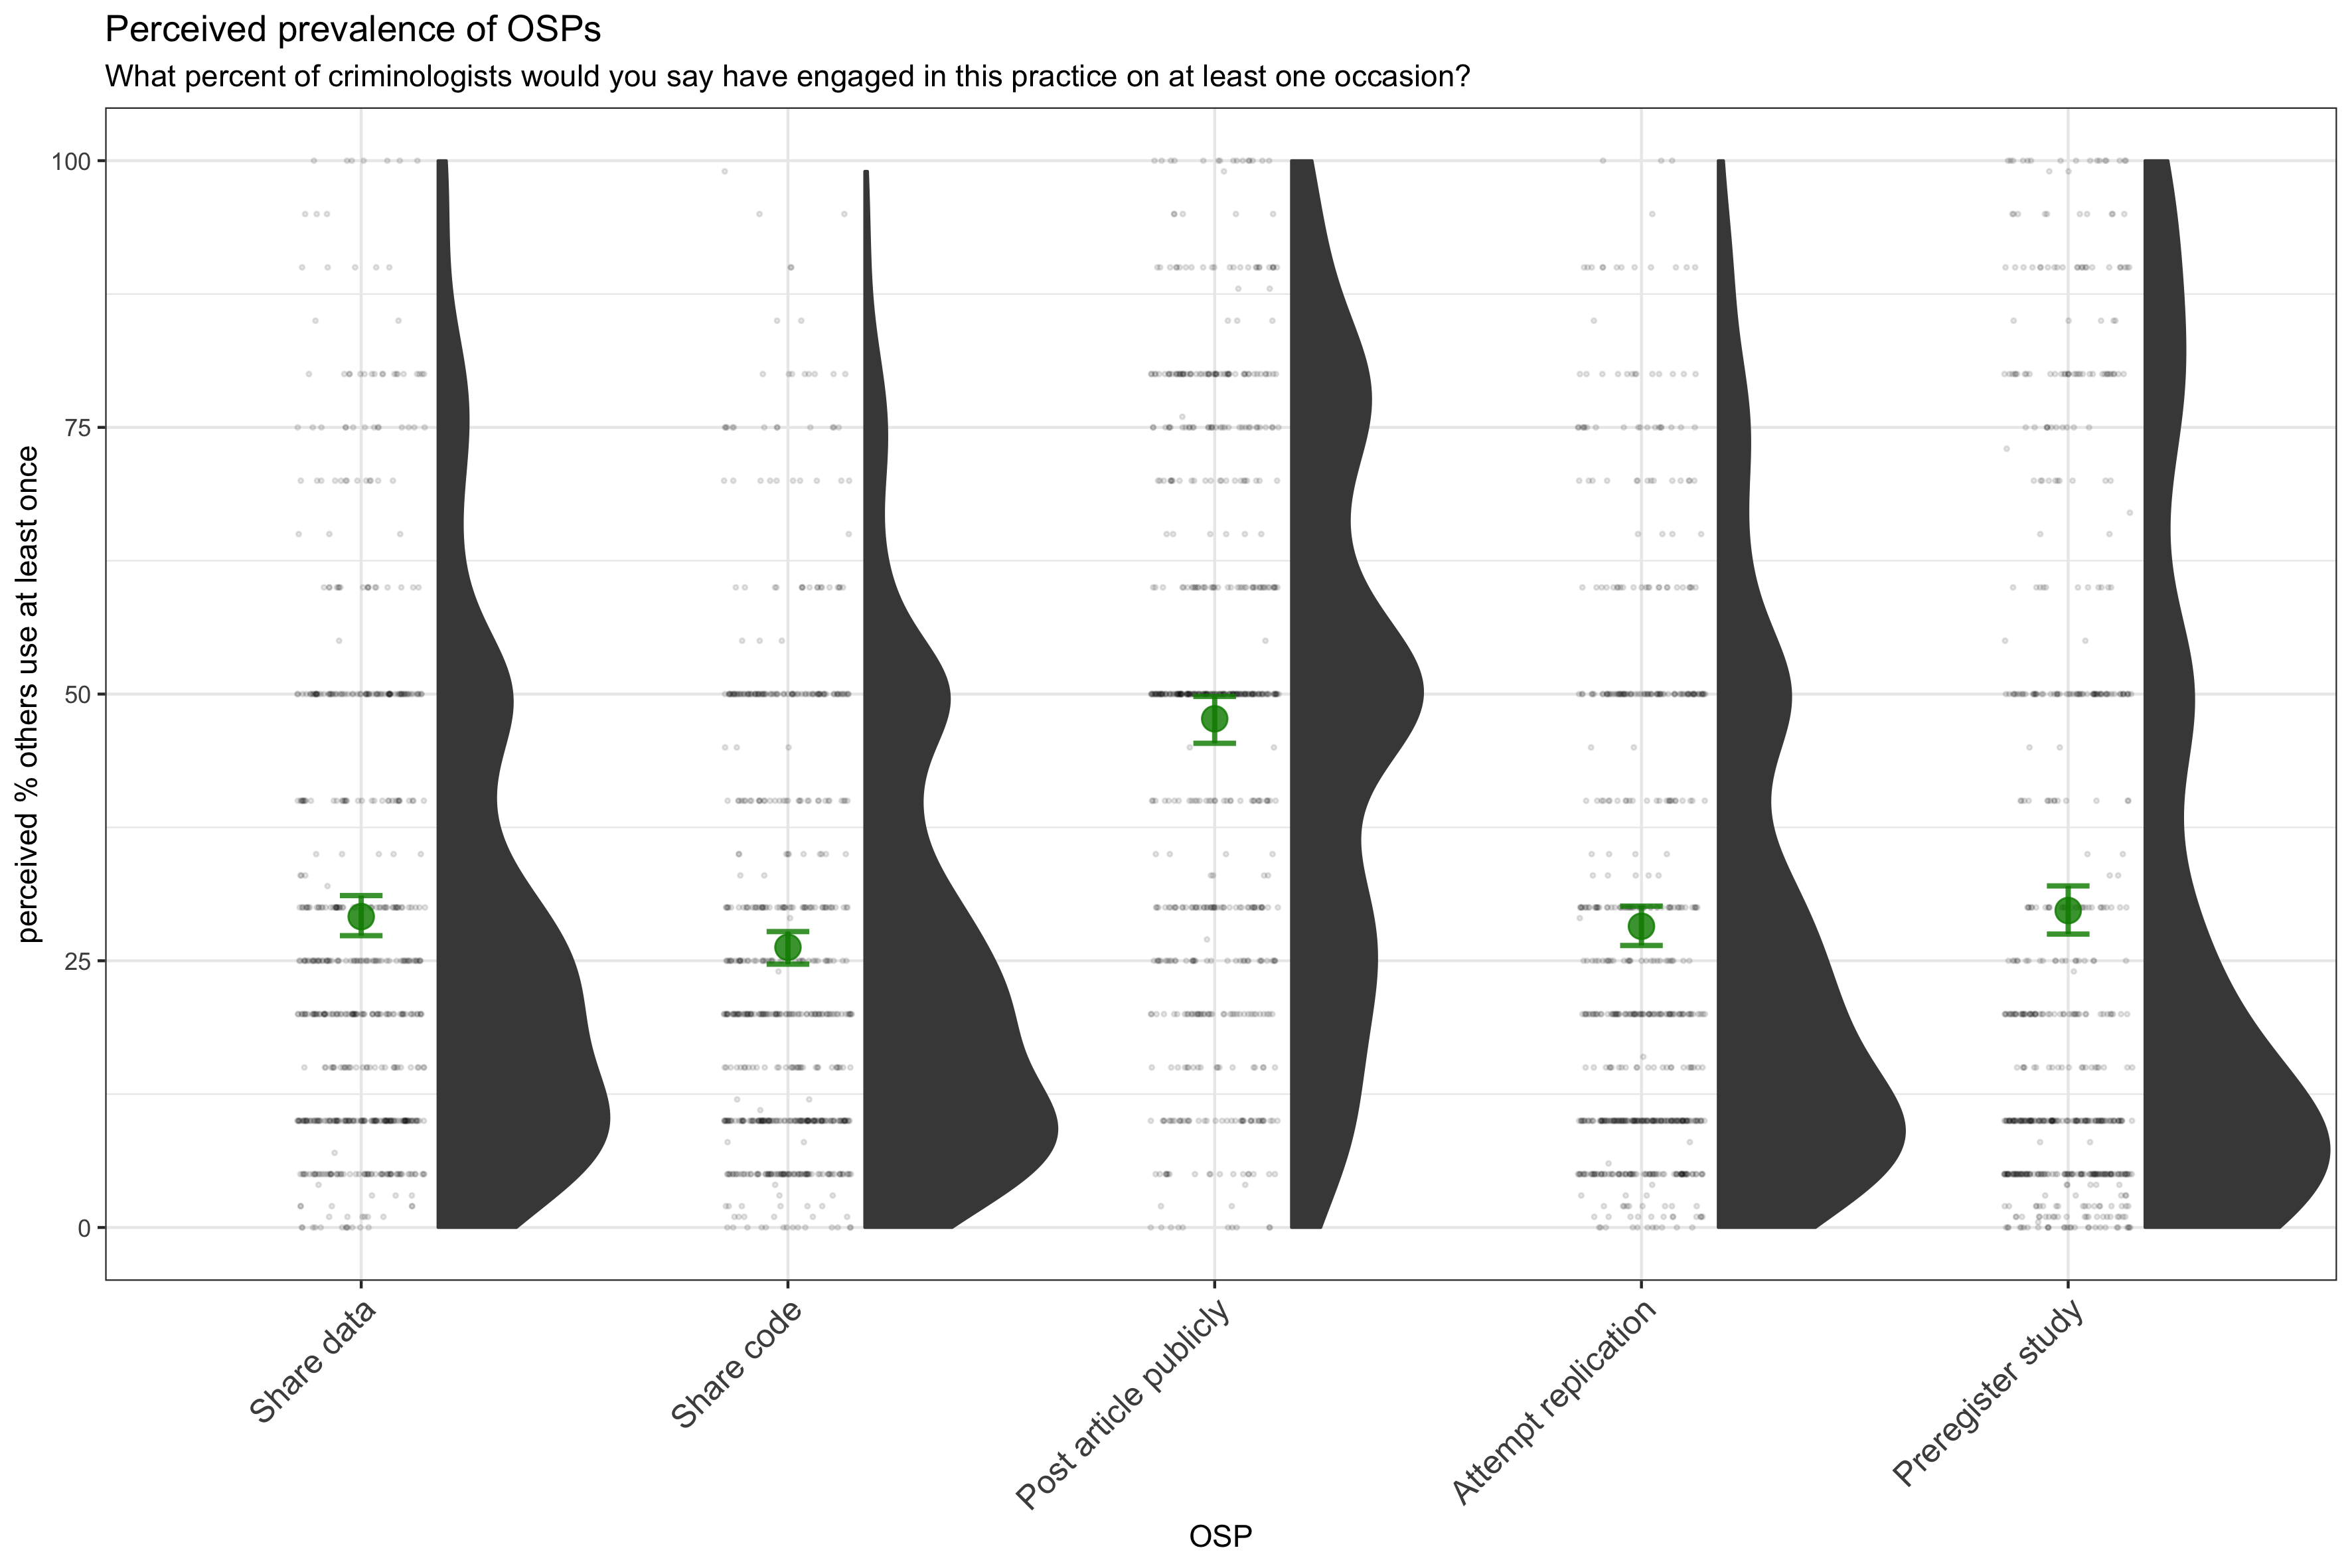 Perceived prevalence of OSPs
What percent of criminologists would you say have engaged in this practice on at least one occasion?
perceived % others use at least once
100
75
50
25
0
Share data
Share code
Post article publicly
Attempt replication
Preregister study
OSP